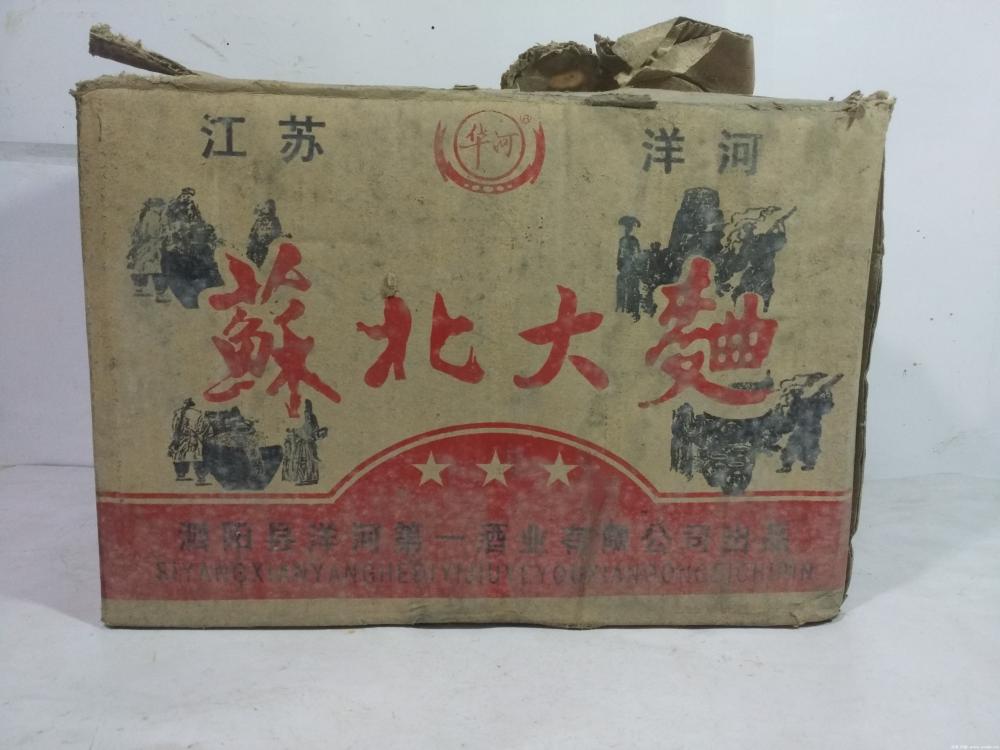 江苏
华河®
洋河
蘇北大麯
泗阳县洋河第一酒业有限公司出品
SIYANGXIANYANGHEDIYIJIUYEYOUXIANGONGSICHUPIN